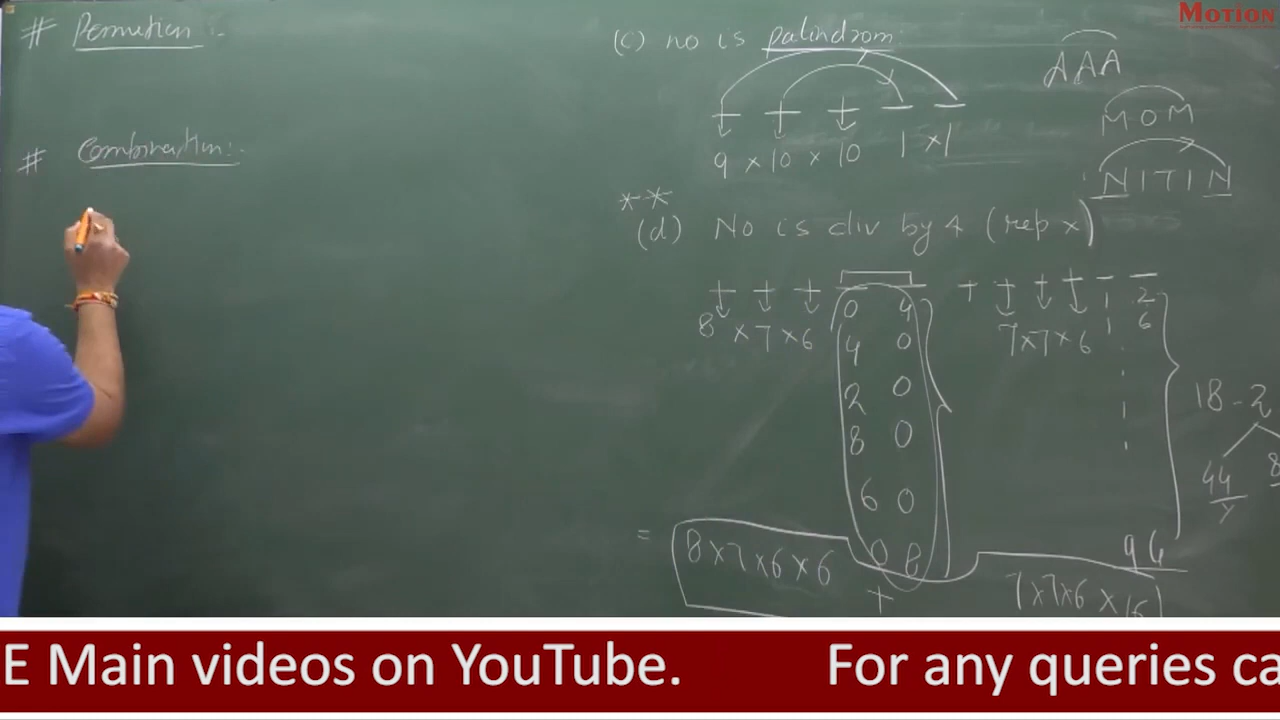 # Permution :-
# Combination:-
MOTION
(c) no is palindrom:
AAA
MOM
NITIN
9 × 10 × 10 1 × 1
**
(d) No is div by 4 (rep ×)
8 × 7 × 6
0 4
4 0
2 0
8 0
6 0
0 8
7 × 7 × 6
1 2
1 6
96
18 - 2
44
8
= 8×7×6×6 + 7×7×6×16
E Main videos on YouTube. For any queries ca